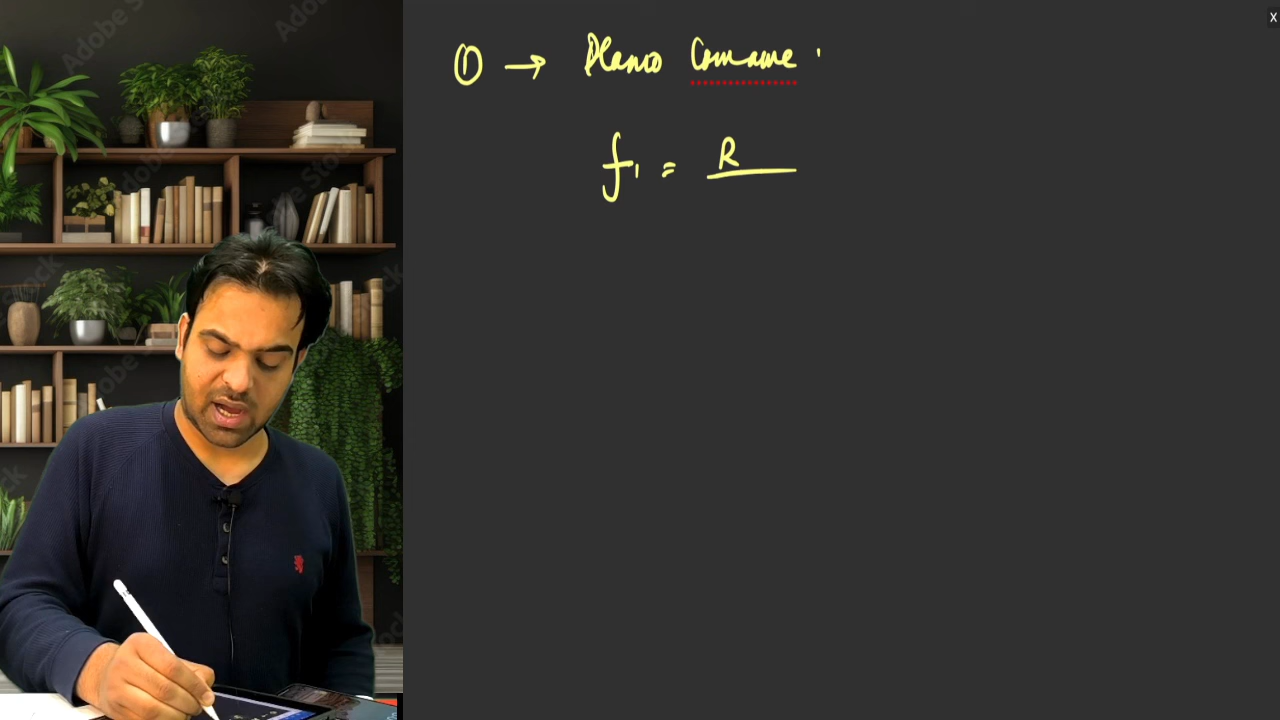 X
① → Plano Concave
f₁ = R